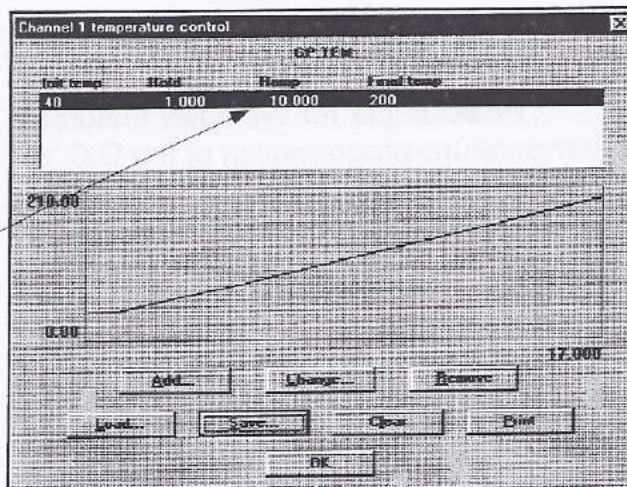 Channel 1 temperature control
GP.TEM
Init temp Hold Ramp Final temp
40 1.000 10.000 200
210.00
0.00
17.000
Add... Change... Remove
Load... Save... Clear Print
OK